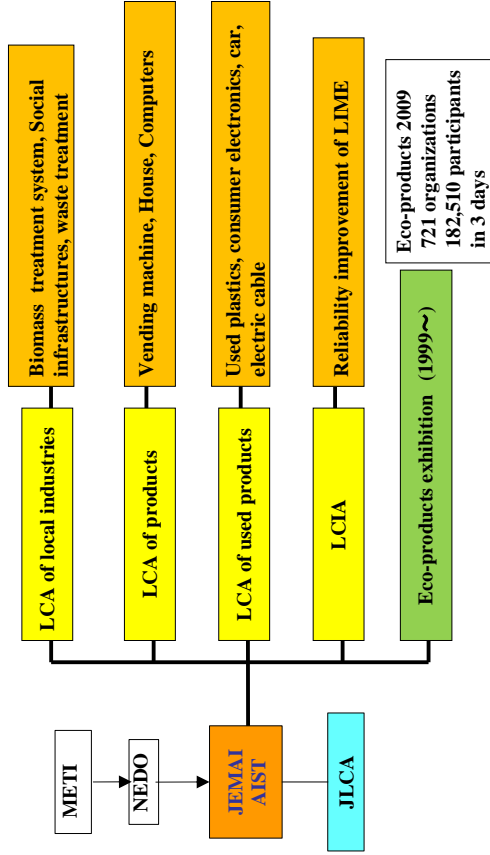 METI
NEDO
JEMAI
AIST
JLCA
LCA of local industries
Biomass treatment system, Social
infrastructures, waste treatment
LCA of products
Vending machine, House, Computers
LCA of used products
Used plastics, consumer electronics, car,
electric cable
LCIA
Reliability improvement of LIME
Eco-products exhibition (1999〜)
Eco-products 2009
721 organizations
182,510 participants
in 3 days